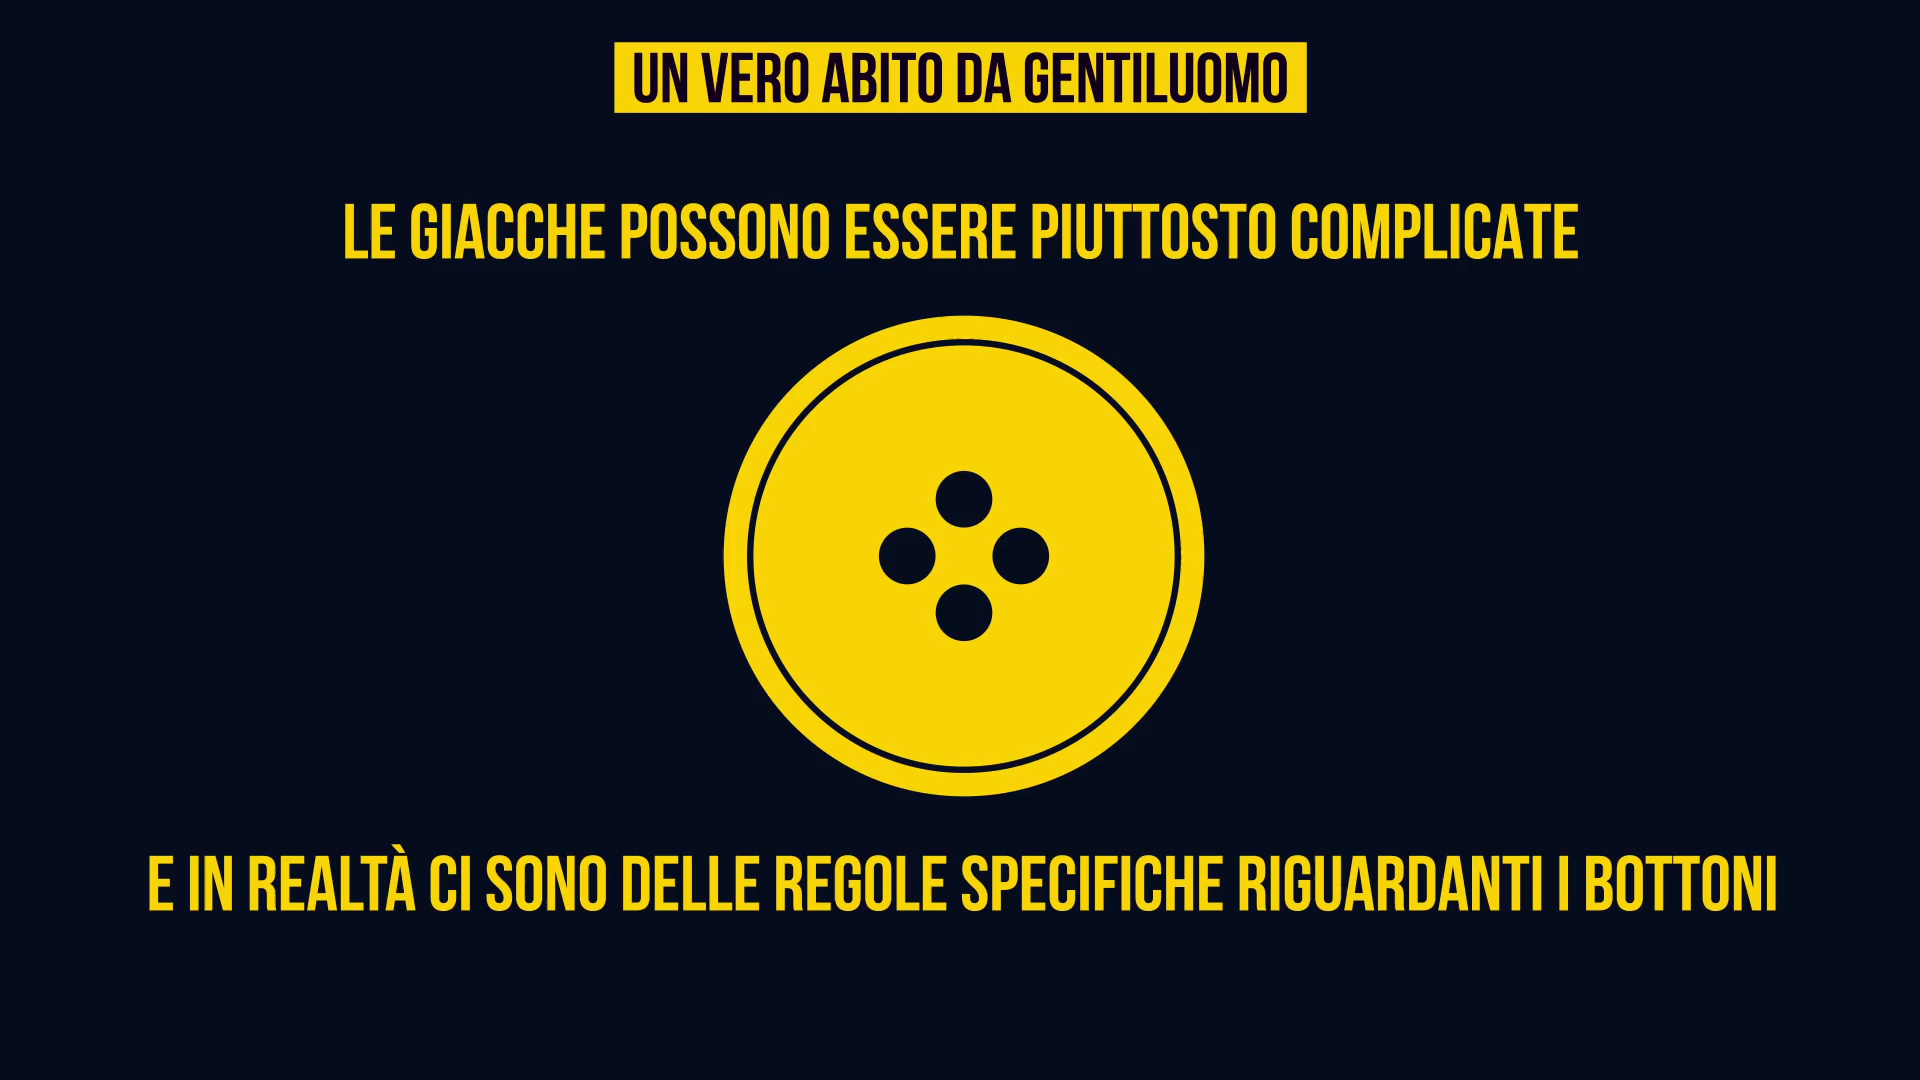 UN VERO ABITO DA GENTILUOMO
LE GIACCHE POSSONO ESSERE PIUTTOSTO COMPLICATE
E IN REALTÀ CI SONO DELLE REGOLE SPECIFICHE RIGUARDANTI I BOTTONI